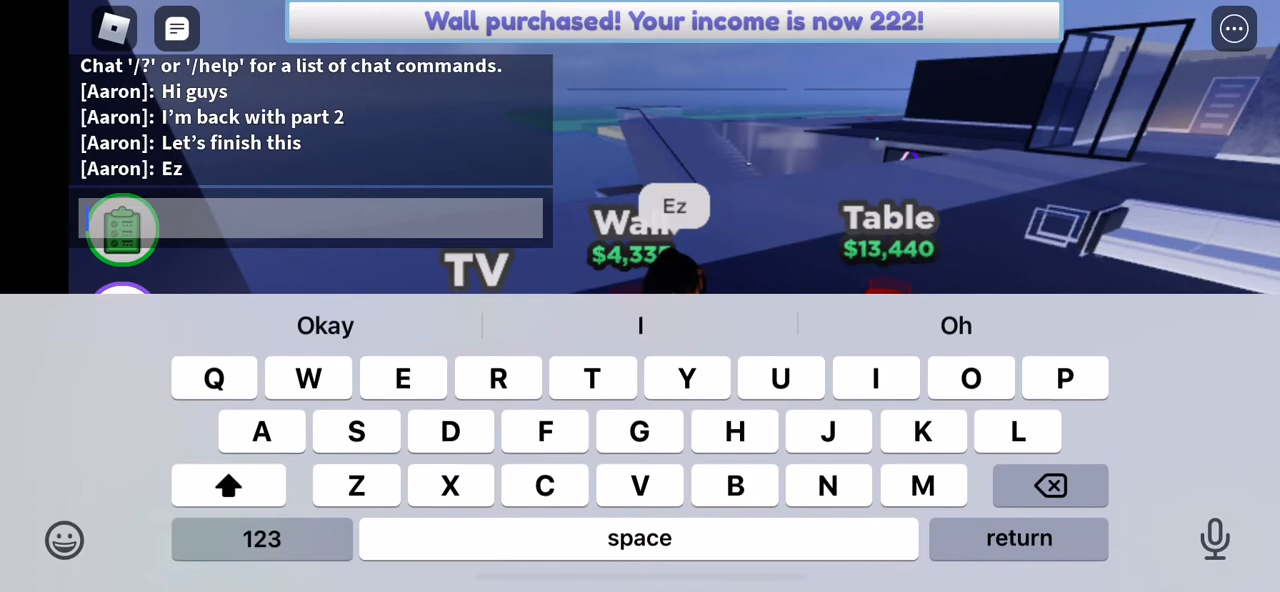 Wall purchased! Your income is now 222!
Chat '/?' or '/help' for a list of chat commands.
[Aaron]: Hi guys
[Aaron]: I’m back with part 2
[Aaron]: Let’s finish this
[Aaron]: Ez
Ez
Wall
Table
$13,440
TV
Okay
I
Oh
Q W E R T Y U I O P
A S D F G H J K L
Z X C V B N M
123
space
return